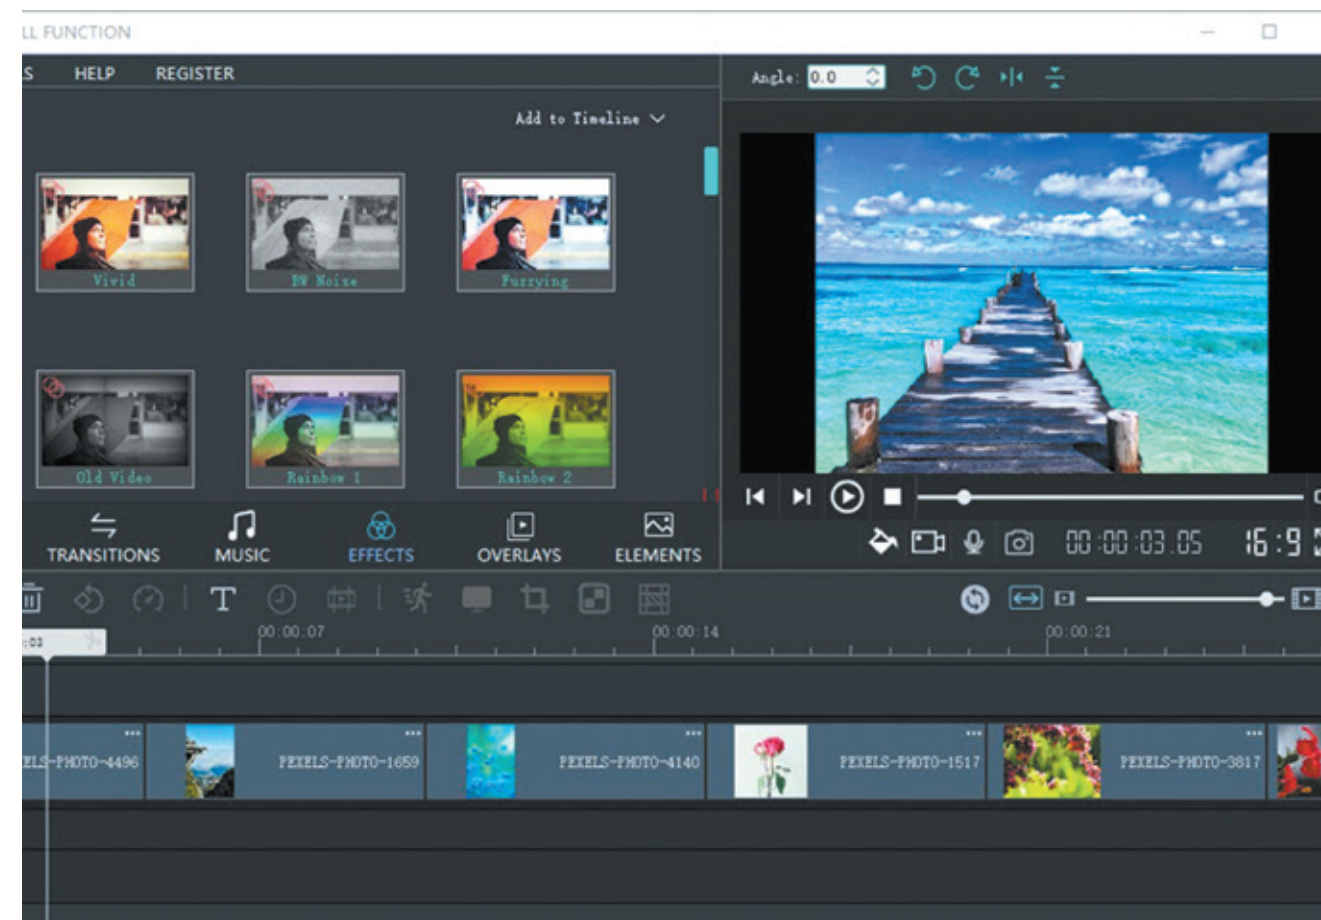 LL FUNCTION
S HELP REGISTER
Angle: 0.0
Add to Timeline
Vivid BW Noise Fuzzying
Old Video Rainbow 1 Rainbow 2
TRANSITIONS MUSIC EFFECTS OVERLAYS ELEMENTS
00:00:03.05 16:9
T
:03 00:00:07 00:00:14 00:00:21
ELS-PHOTO-4496 PEXELS-PHOTO-1659 PEXELS-PHOTO-4140 PEXELS-PHOTO-1517 PEXELS-PHOTO-3817